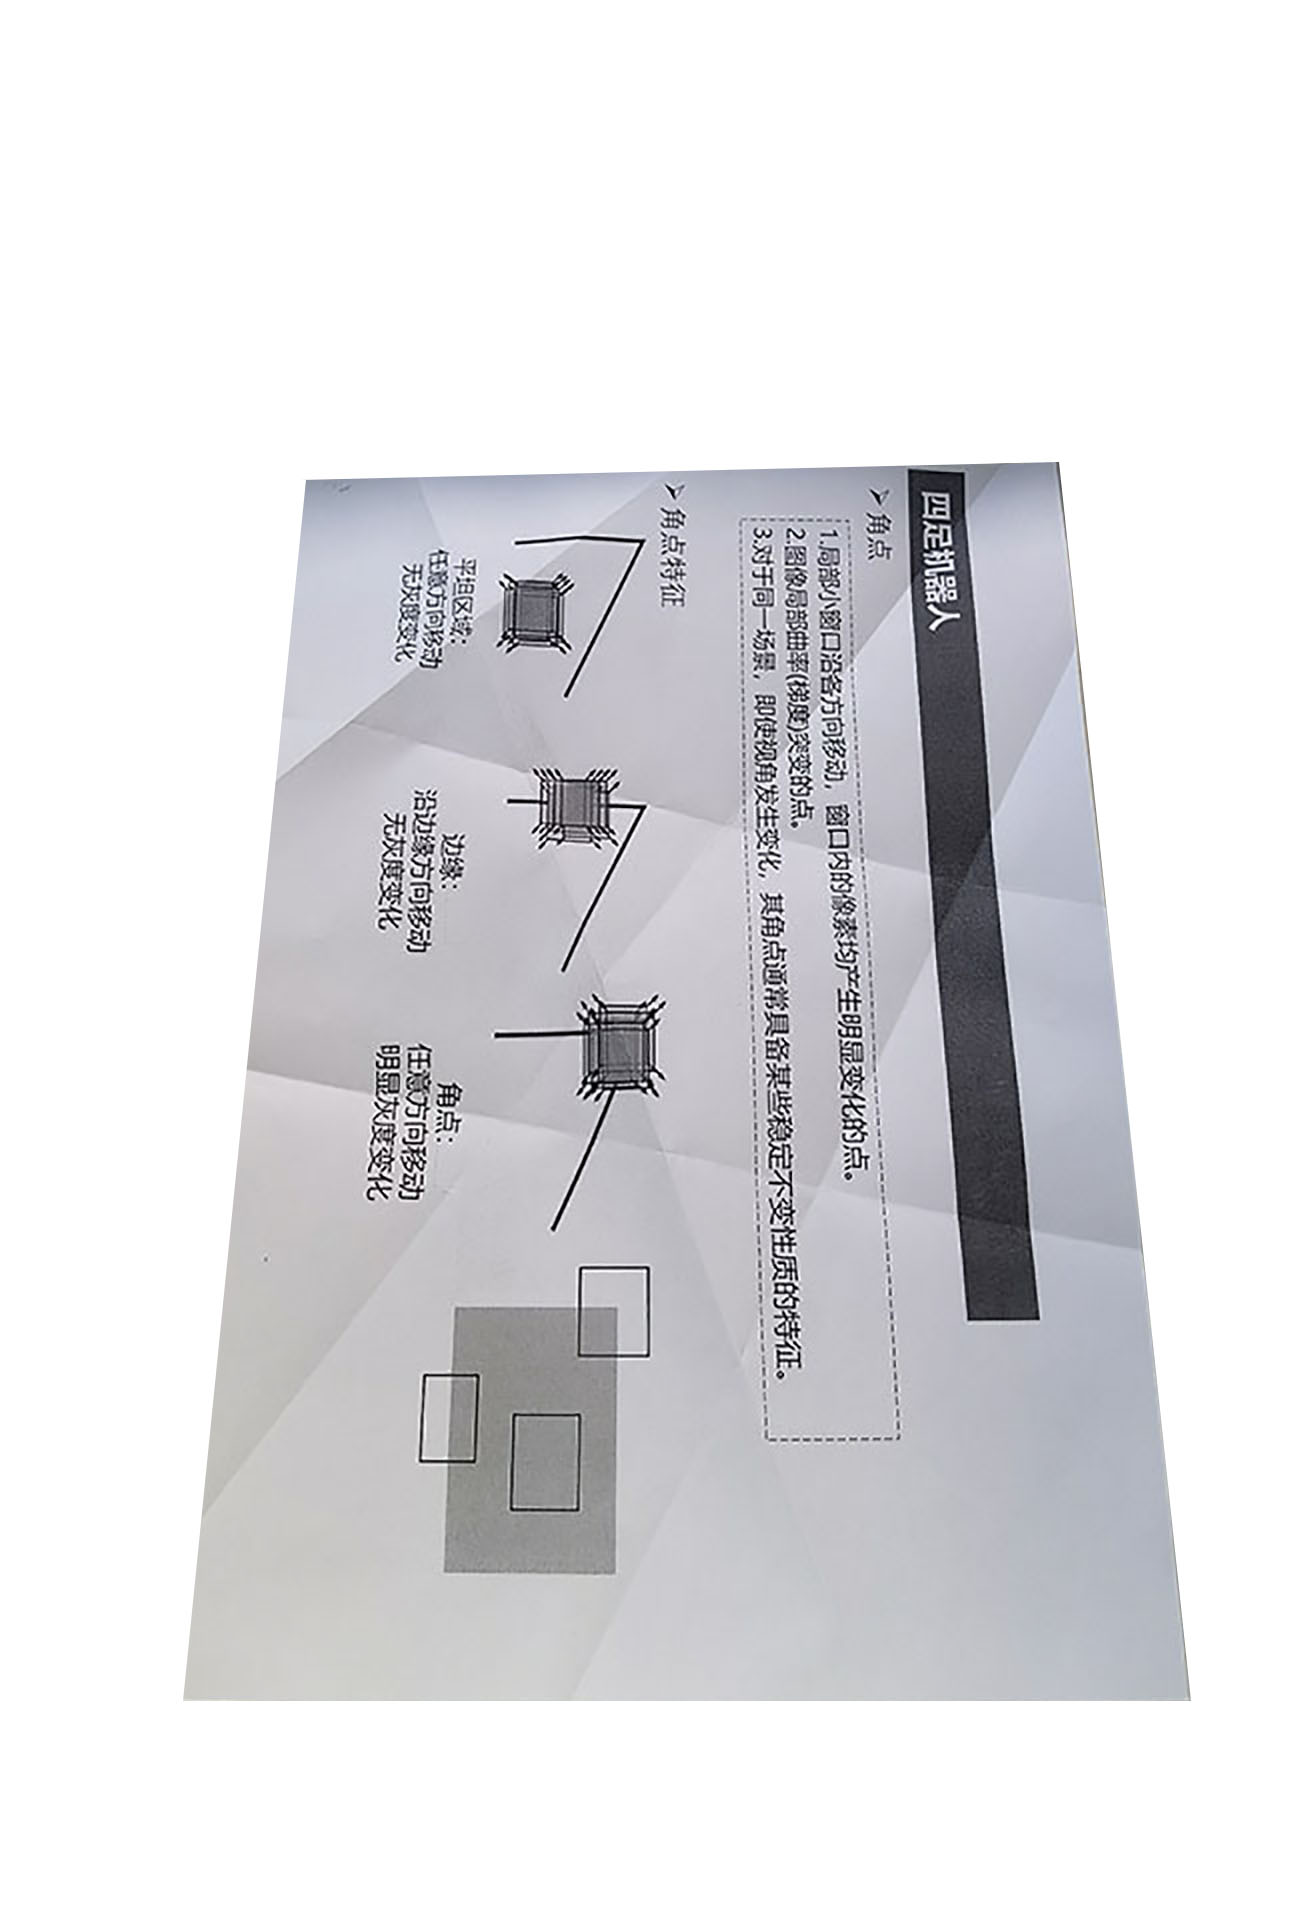 四足机器人
➤ 角点
1.局部小窗口沿各方向移动，窗口内的像素均产生明显变化的点。
2.图像局部曲率(梯度)突变的点。
3.对于同一场景，即使视角发生变化，其角点通常具备某些稳定不变性质的特征。
➤ 角点特征
平坦区域：
任意方向移动
无灰度变化
边缘：
沿边缘方向移动
无灰度变化
角点：
任意方向移动
明显灰度变化